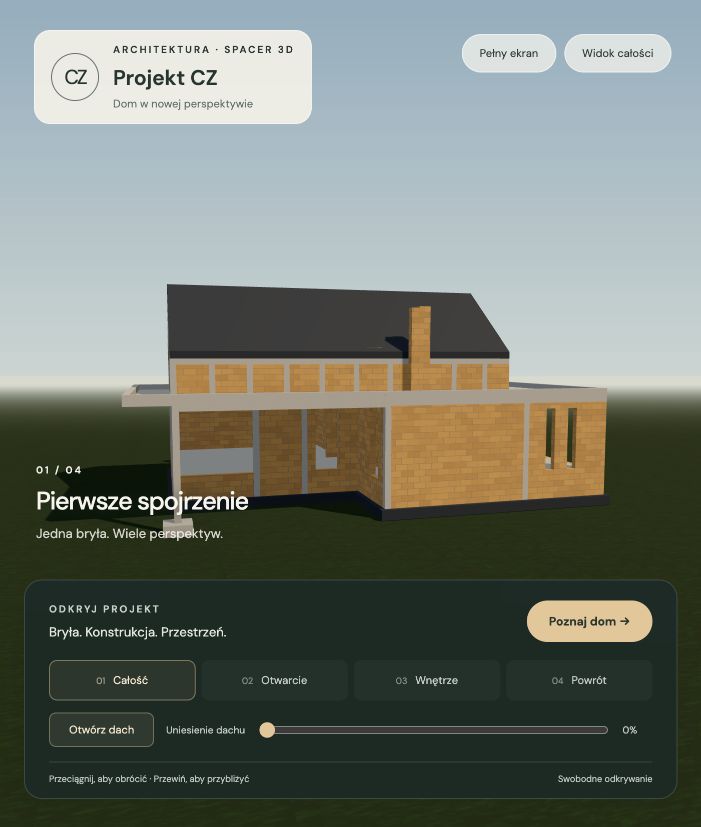 CZ
ARCHITEKTURA · SPACER 3D
Projekt CZ
Dom w nowej perspektywie
Pełny ekran
Widok całości
01 / 04
Pierwsze spojrzenie
Jedna bryła. Wiele perspektyw.
ODKRYJ PROJEKT
Bryła. Konstrukcja. Przestrzeń.
Poznaj dom →
01 Całość
02 Otwarcie
03 Wnętrze
04 Powrót
Otwórz dach
Uniesienie dachu
0%
Przeciągnij, aby obrócić · Przewiń, aby przybliżyć
Swobodne odkrywanie